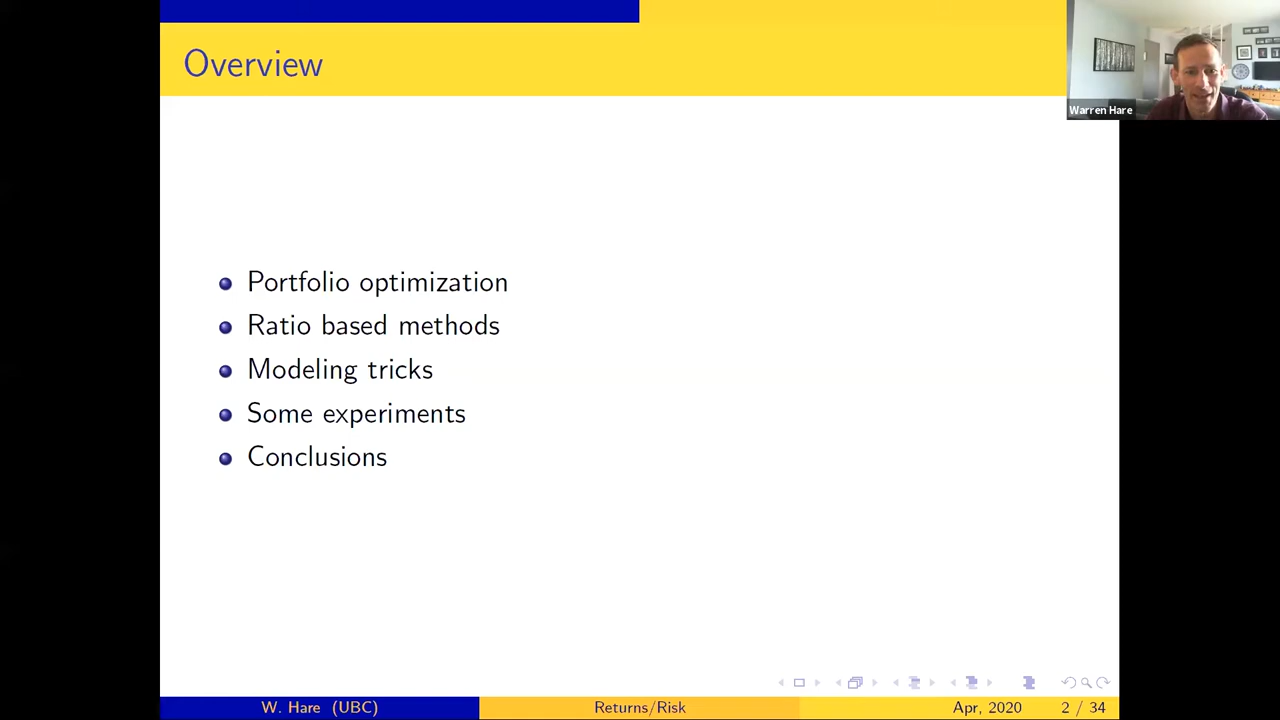 Overview
Warren Hare
Portfolio optimization
Ratio based methods
Modeling tricks
Some experiments
Conclusions
W. Hare (UBC) Returns/Risk Apr, 2020 2 / 34